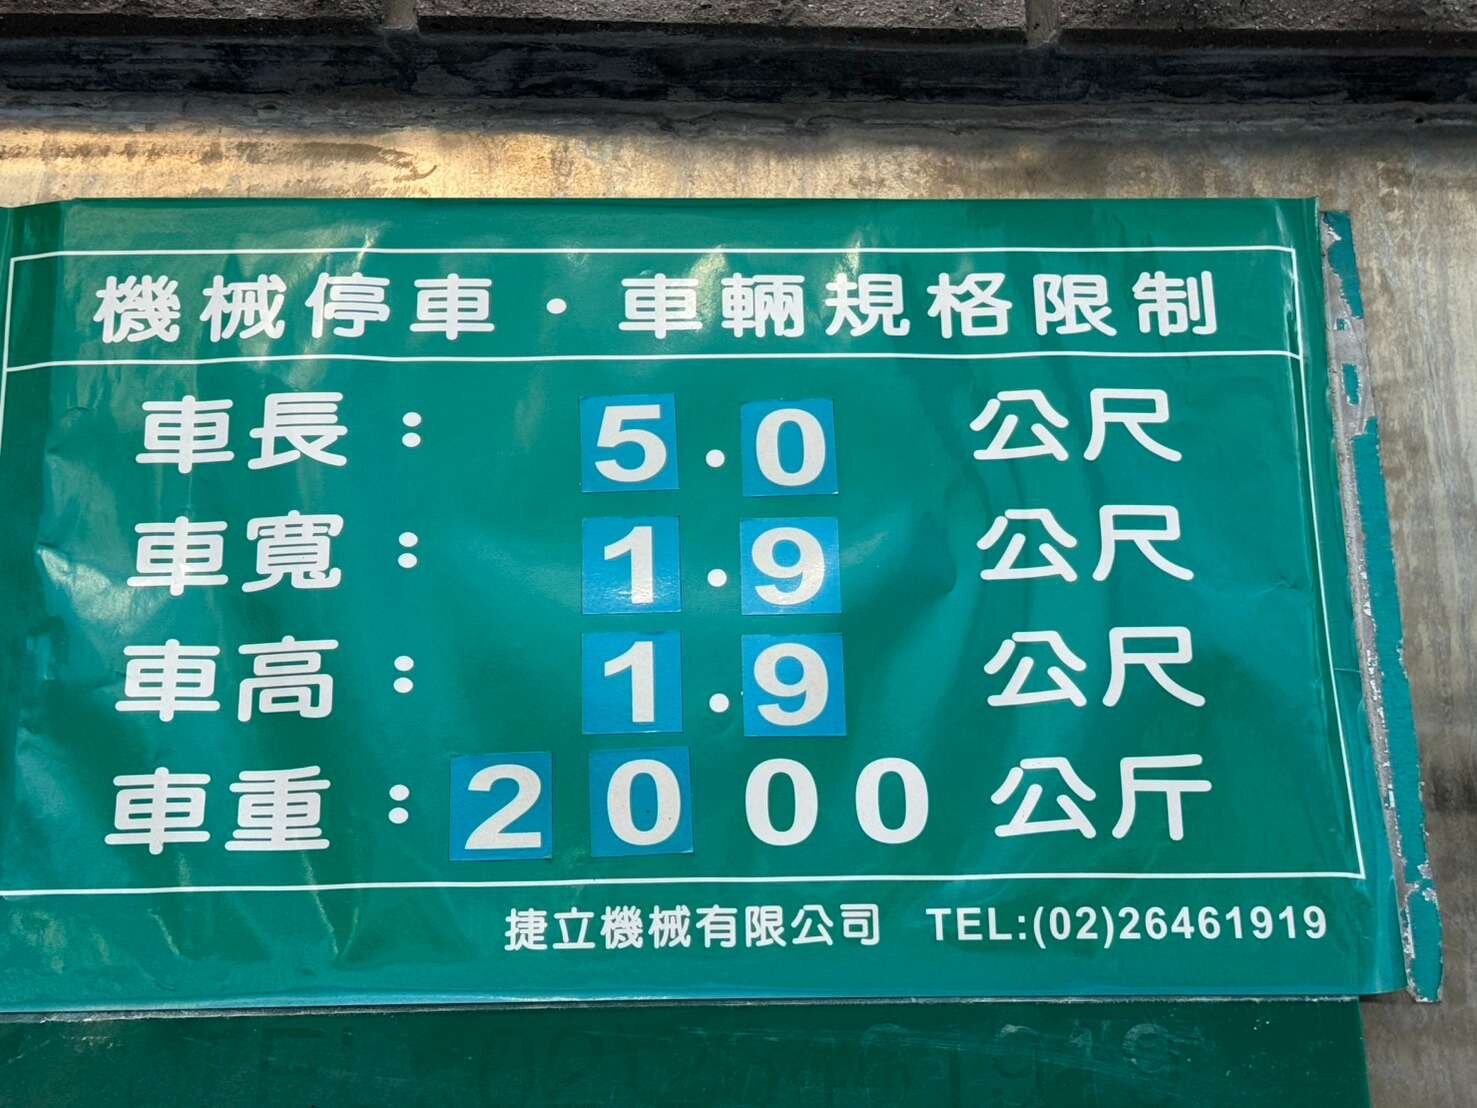 機械停車・車輛規格限制
車長：5.0 公尺
車寬：1.9 公尺
車高：1.9 公尺
車重：2000 公斤
捷立機械有限公司 TEL:(02)26461919